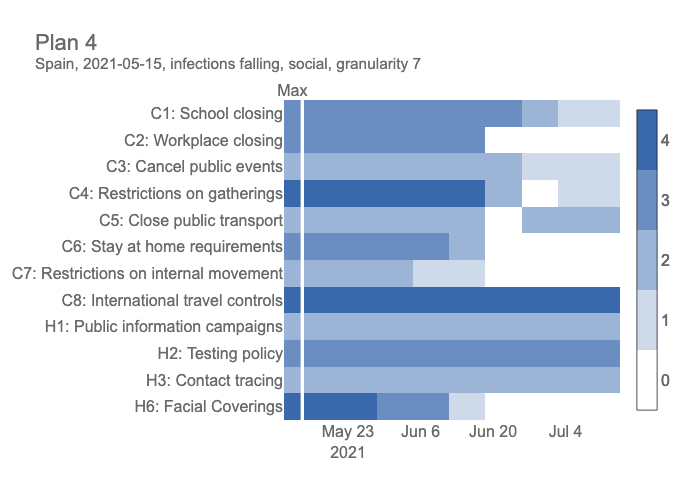 Plan 4
Spain, 2021-05-15, infections falling, social, granularity 7
Max
C1: School closing
C2: Workplace closing
C3: Cancel public events
C4: Restrictions on gatherings
C5: Close public transport
C6: Stay at home requirements
C7: Restrictions on internal movement
C8: International travel controls
H1: Public information campaigns
H2: Testing policy
H3: Contact tracing
H6: Facial Coverings
May 23 Jun 6 Jun 20 Jul 4
2021
4
3
2
1
0